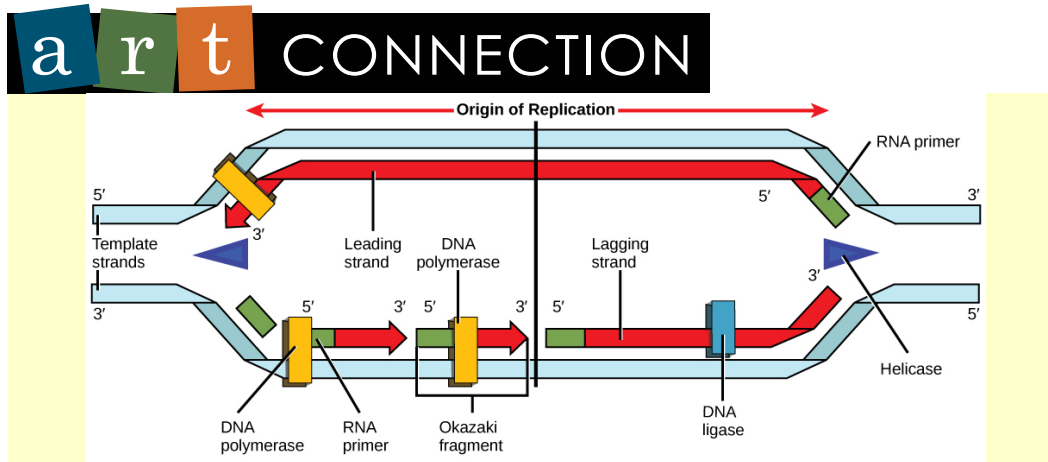 art CONNECTION
Origin of Replication
RNA primer
5′
3′
5′
3′
Template
strands
Leading
strand
DNA
polymerase
Lagging
strand
3′
3′
5′
5′
3′
5′
3′
5′
Helicase
DNA
polymerase
RNA
primer
Okazaki
fragment
DNA
ligase